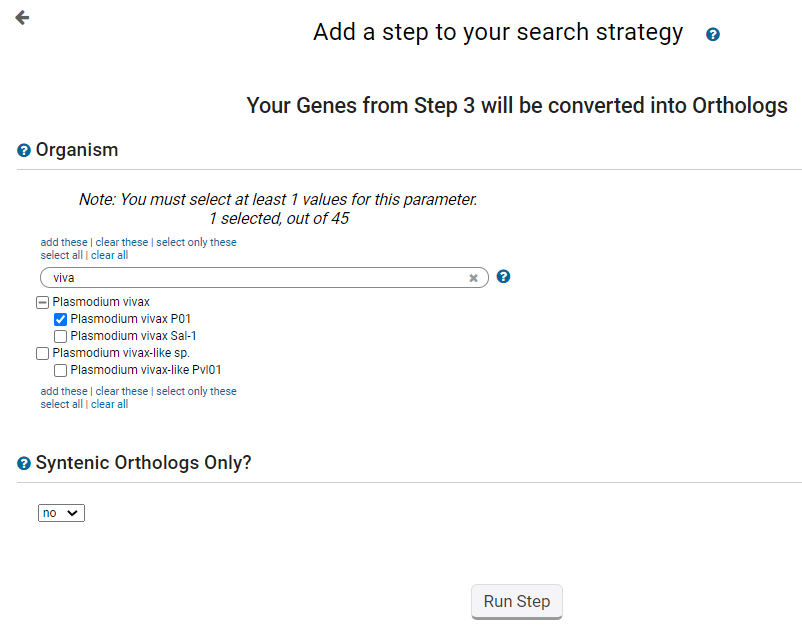 Add a step to your search strategy
Your Genes from Step 3 will be converted into Orthologs
Organism
Note: You must select at least 1 values for this parameter.
1 selected, out of 45
add these | clear these | select only these
select all | clear all
viva
Plasmodium vivax
Plasmodium vivax P01
Plasmodium vivax Sal-1
Plasmodium vivax-like sp.
Plasmodium vivax-like Pvl01
add these | clear these | select only these
select all | clear all
Syntenic Orthologs Only?
no
Run Step